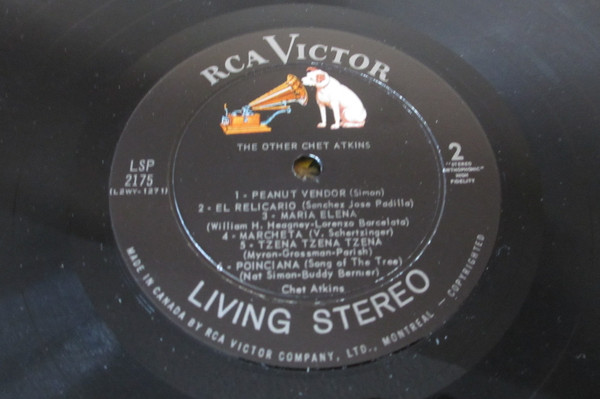 RCA VICTOR
THE OTHER CHET ATKINS
LSP
2175
(L2WY-1271)
2
"STEREO
ORTHOPHONIC"
HIGH
FIDELITY
1 - PEANUT VENDOR (Simon)
2 - EL RELICARIO (Sanchez Jose Padilla)
3 - MARIA ELENA
(William H. Heagney-Lorenzo Barcelata)
4 - MARCHETA (V. Schertzinger)
5 - TZENA TZENA TZENA
(Myron-Grossman-Parish)
6 - POINCIANA (Song of The Tree)
(Nat Simon-Buddy Bernier)
Chet Atkins
LIVING STEREO
MADE IN CANADA BY RCA VICTOR COMPANY, LTD., MONTREAL - COPYRIGHTED